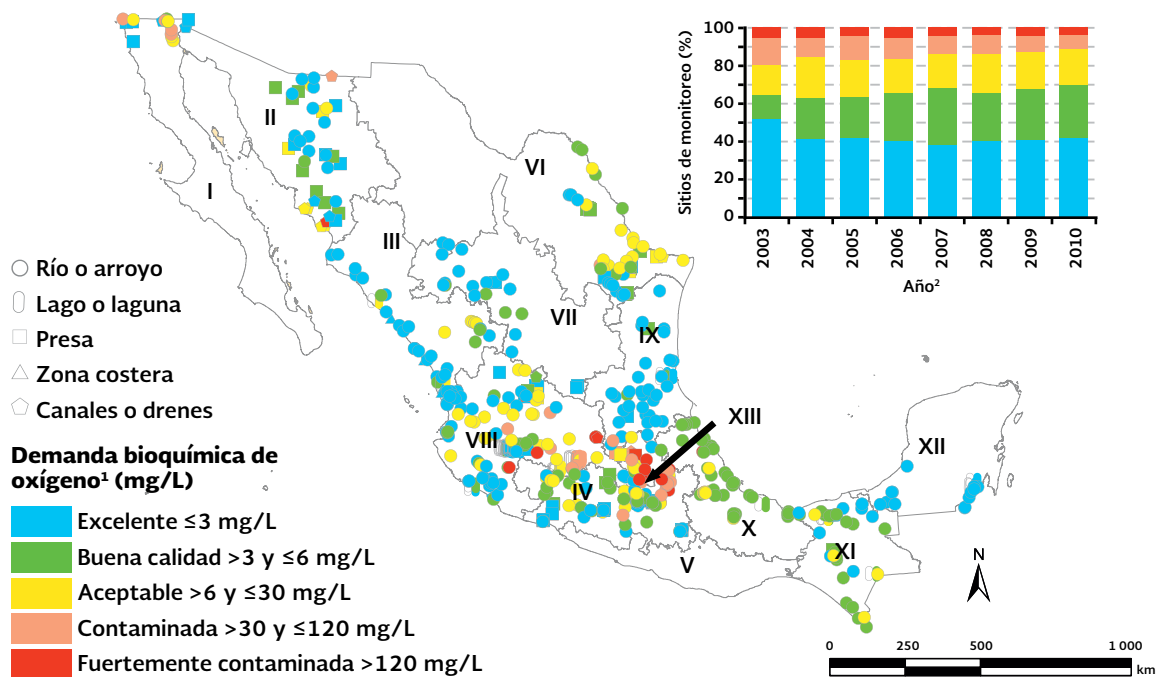 100
80
60
40
20
0
Sitios de monitoreo (%)
2003
2004
2005
2006
2007
2008
2009
2010
Año²
I
II
III
VI
VII
IX
VIII
IV
V
X
XI
XII
XIII
Río o arroyo
Lago o laguna
Presa
Zona costera
Canales o drenes
Demanda bioquímica de
oxígeno¹ (mg/L)
Excelente ≤3 mg/L
Buena calidad >3 y ≤6 mg/L
Aceptable >6 y ≤30 mg/L
Contaminada >30 y ≤120 mg/L
Fuertemente contaminada >120 mg/L
N
0 250 500 1 000
km